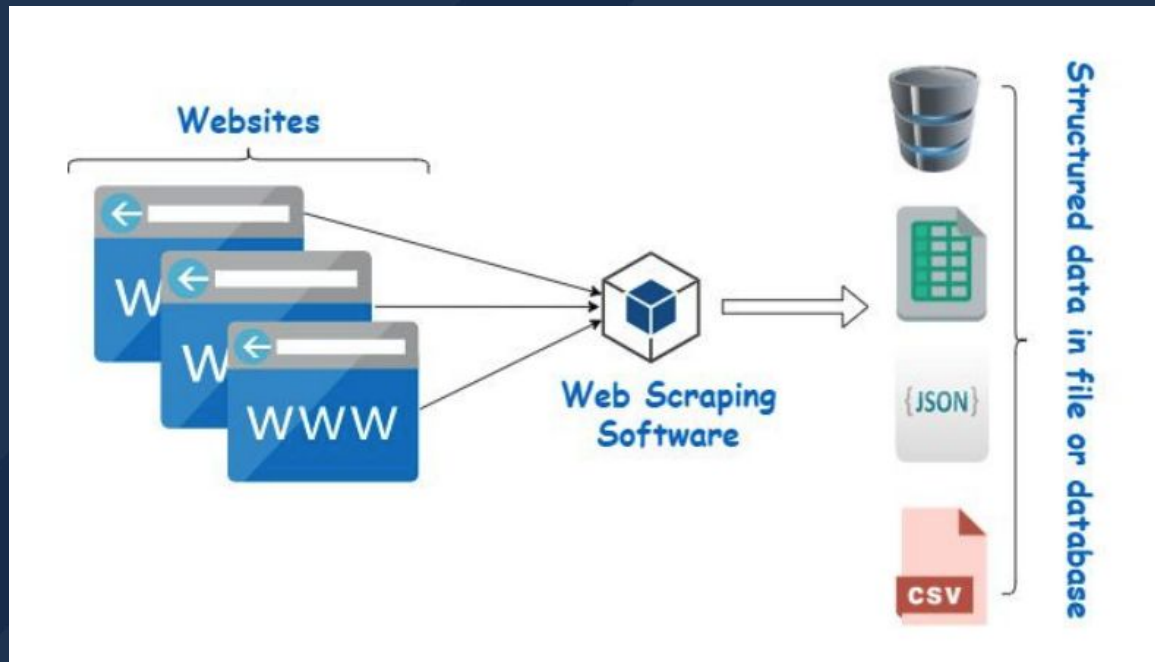 Websites
W
W
WWW
Web Scraping
Software
{JSON}
CSV
Structured data in file or database